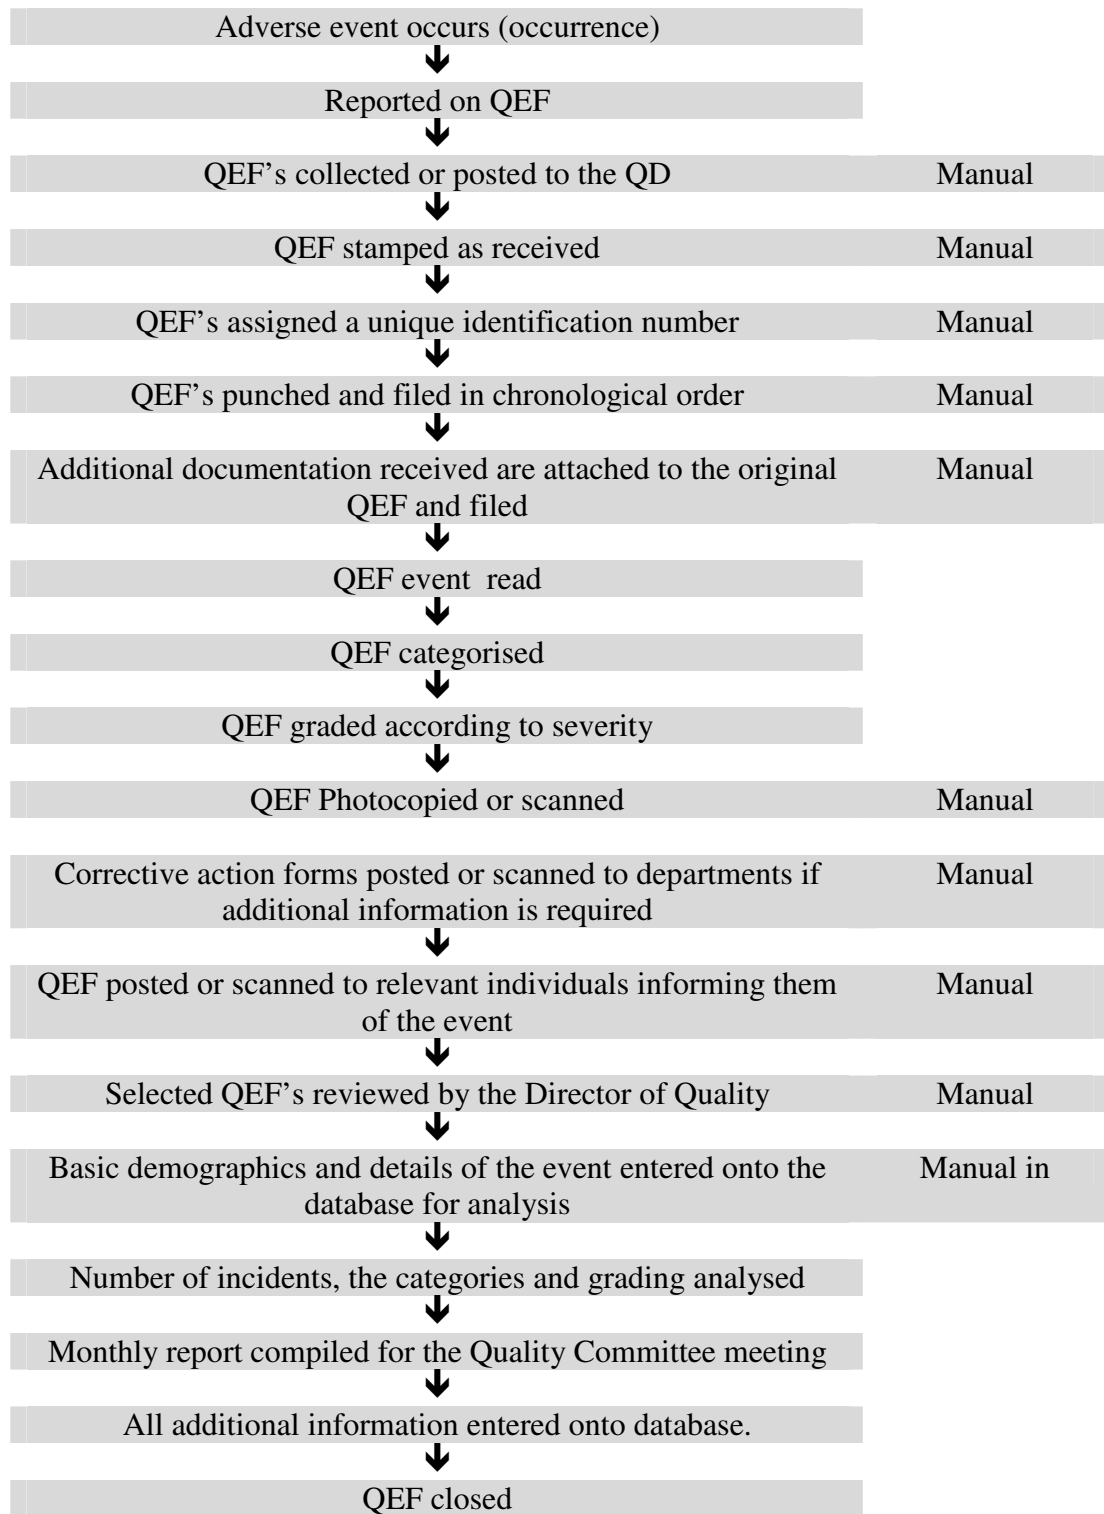 Adverse event occurs (occurrence)
Reported on QEF
QEF’s collected or posted to the QD Manual
QEF stamped as received Manual
QEF’s assigned a unique identification number Manual
QEF’s punched and filed in chronological order Manual
Additional documentation received are attached to the original Manual
QEF and filed
QEF event  read
QEF categorised
QEF graded according to severity
QEF Photocopied or scanned Manual
Corrective action forms posted or scanned to departments if Manual
additional information is required
QEF posted or scanned to relevant individuals informing them Manual
of the event
Selected QEF’s reviewed by the Director of Quality Manual
Basic demographics and details of the event entered onto the Manual in
database for analysis
Number of incidents, the categories and grading analysed
Monthly report compiled for the Quality Committee meeting
All additional information entered onto database.
QEF closed